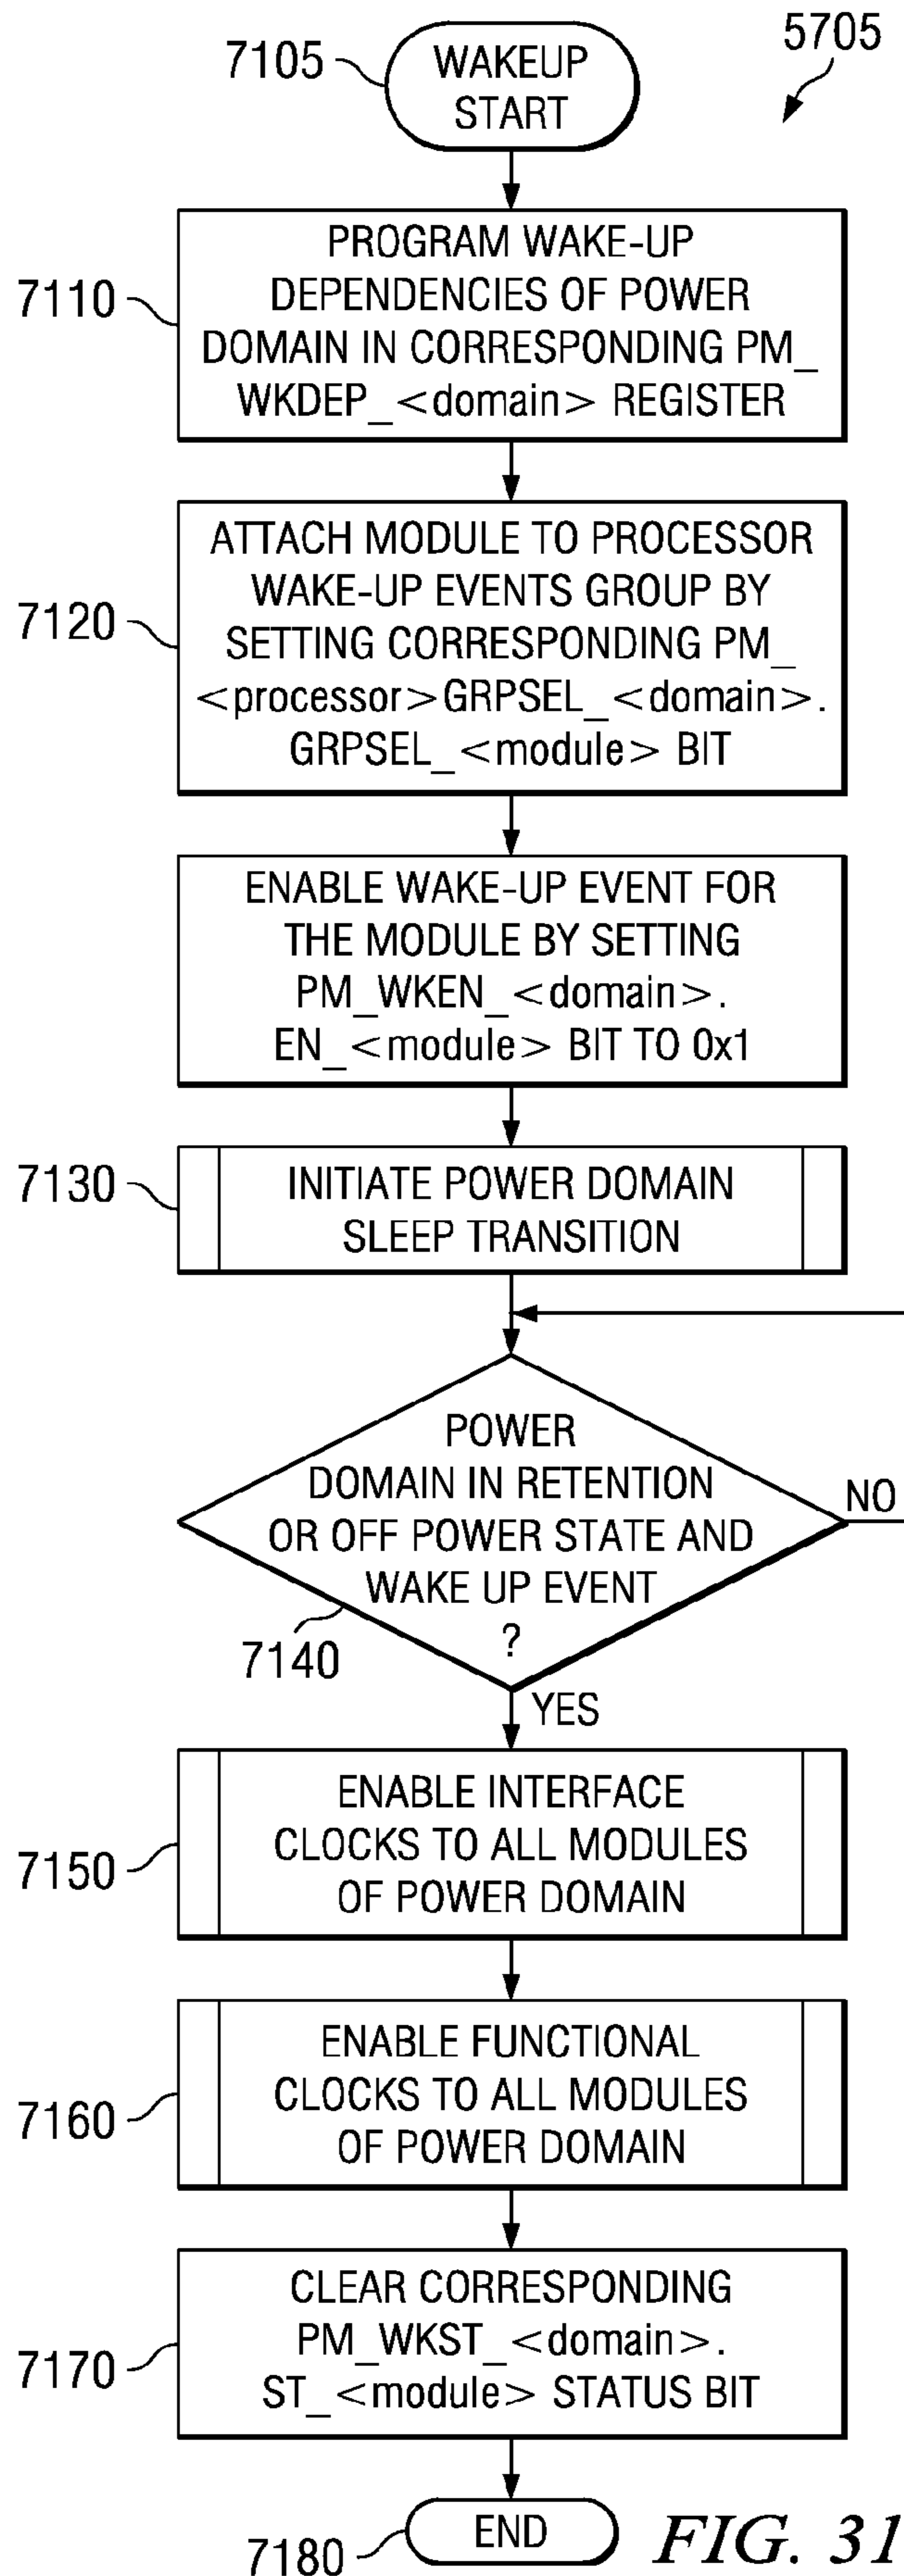 5705
7105
WAKEUP
START
7110
PROGRAM WAKE-UP
DEPENDENCIES OF POWER
DOMAIN IN CORRESPONDING PM_
WKDEP_<domain> REGISTER
7120
ATTACH MODULE TO PROCESSOR
WAKE-UP EVENTS GROUP BY
SETTING CORRESPONDING PM_
<processor>GRPSEL_<domain>.
GRPSEL_<module> BIT
ENABLE WAKE-UP EVENT FOR
THE MODULE BY SETTING
PM_WKEN_<domain>.
EN_<module> BIT TO 0x1
7130
INITIATE POWER DOMAIN
SLEEP TRANSITION
POWER
DOMAIN IN RETENTION
OR OFF POWER STATE AND
WAKE UP EVENT
?
NO
7140
YES
7150
ENABLE INTERFACE
CLOCKS TO ALL MODULES
OF POWER DOMAIN
7160
ENABLE FUNCTIONAL
CLOCKS TO ALL MODULES
OF POWER DOMAIN
7170
CLEAR CORRESPONDING
PM_WKST_<domain>.
ST_<module> STATUS BIT
7180
END
FIG. 31